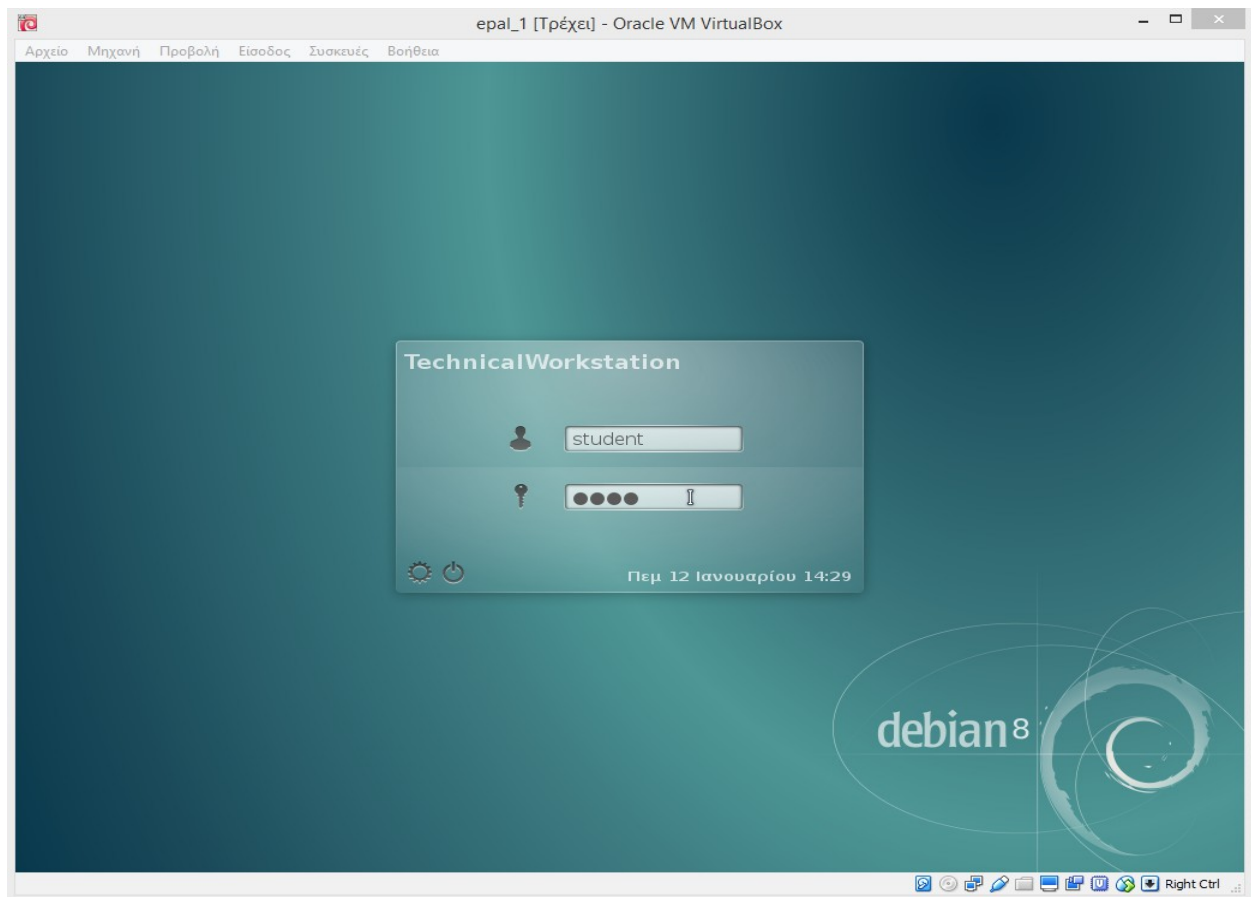 epal_1 [Τρέχει] - Oracle VM VirtualBox
Αρχείο Μηχανή Προβολή Είσοδος Συσκευές Βοήθεια
TechnicalWorkstation
student
Πεμ 12 Ιανουαρίου 14:29
debian 8
Right Ctrl